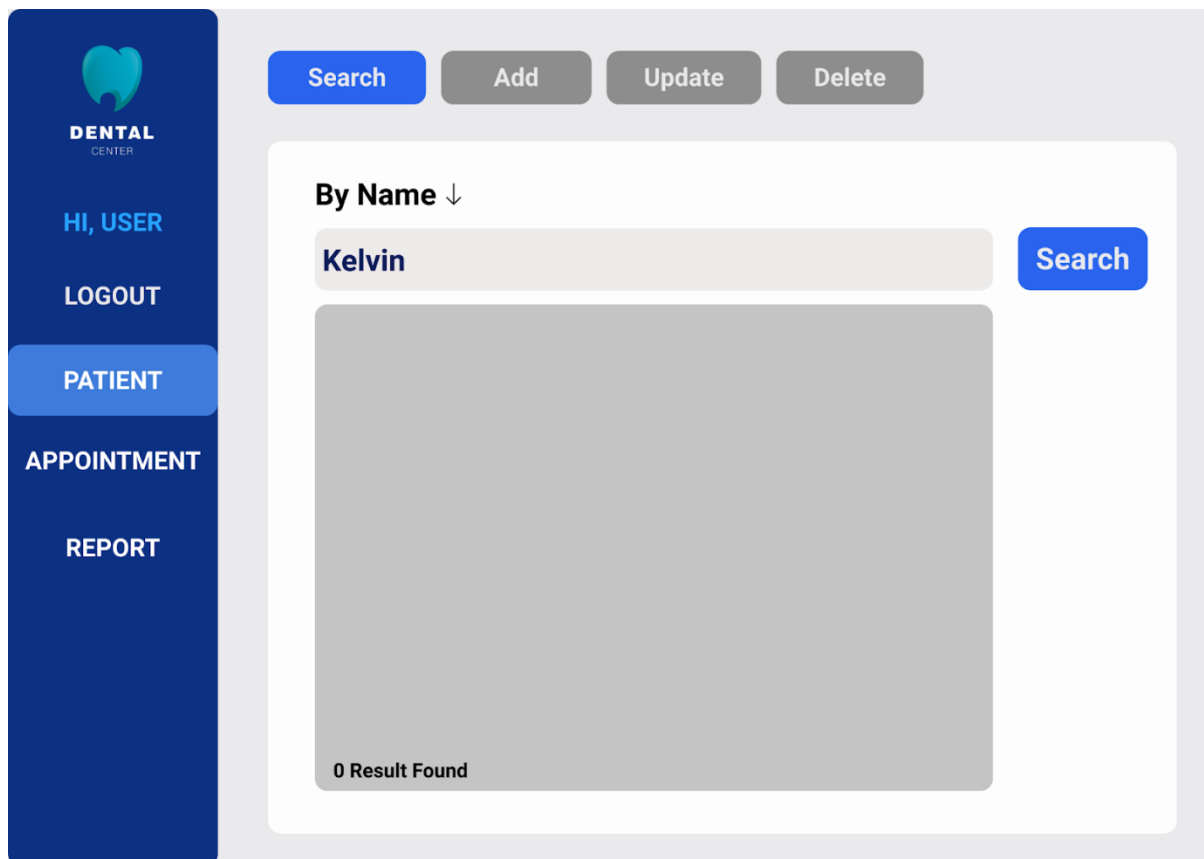 DENTAL
CENTER
HI, USER
LOGOUT
PATIENT
APPOINTMENT
REPORT
Search Add Update Delete
By Name ↓
Kelvin
Search
0 Result Found